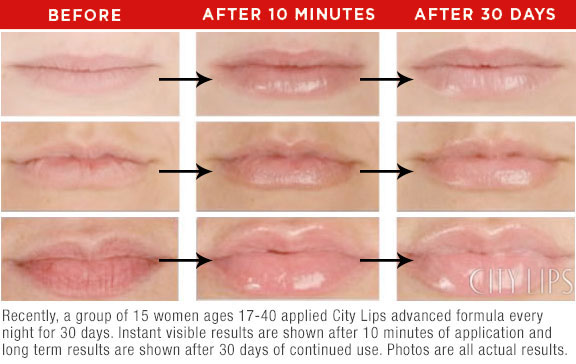 BEFORE AFTER 10 MINUTES AFTER 30 DAYS
CITY LIPS
Recently, a group of 15 women ages 17-40 applied City Lips advanced formula every
night for 30 days. Instant visible results are shown after 10 minutes of application and
long term results are shown after 30 days of continued use. Photos are all actual results.